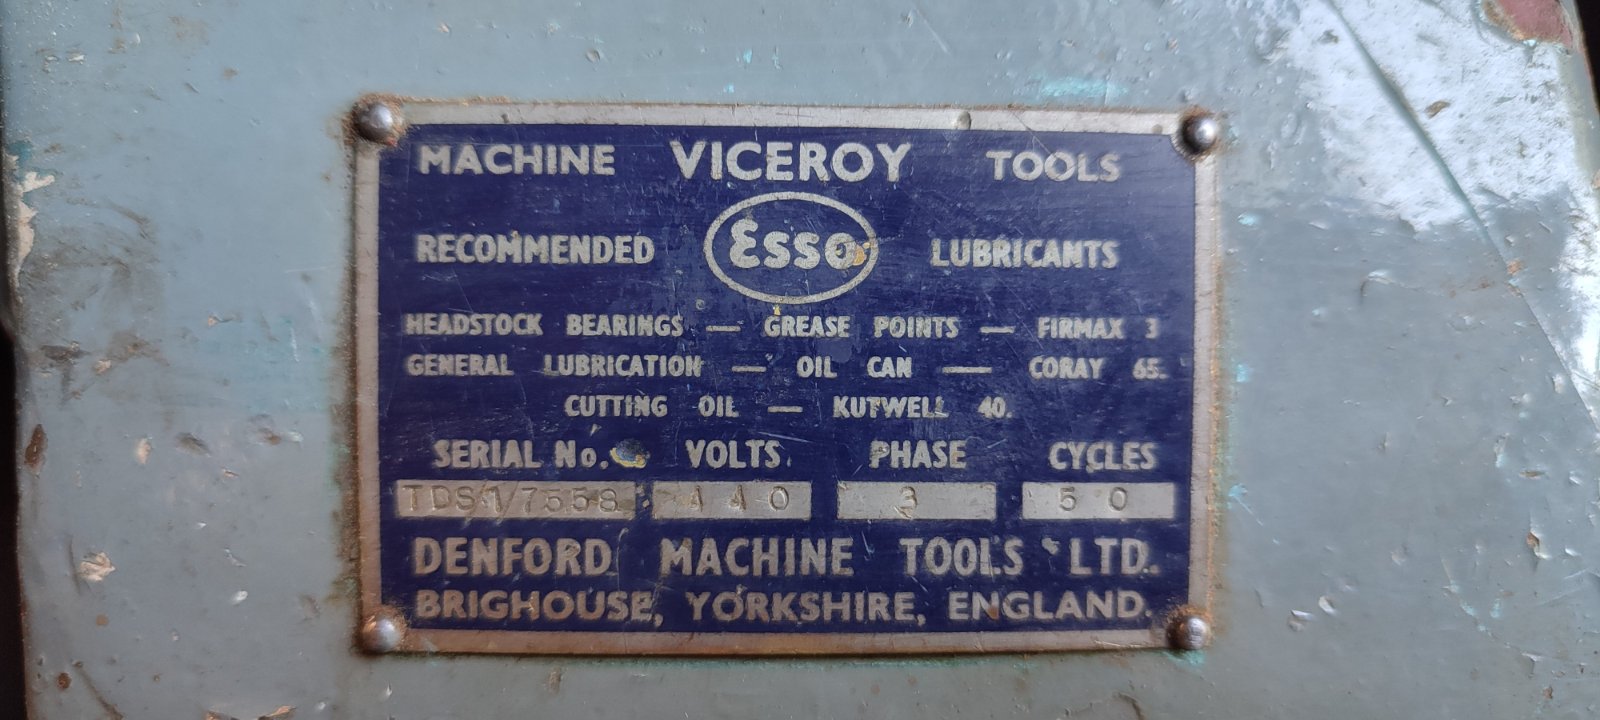 MACHINE VICEROY TOOLS
RECOMMENDED Esso LUBRICANTS
HEADSTOCK BEARINGS — GREASE POINTS — FIRMAX 3
GENERAL LUBRICATION — OIL CAN — CORAY 65.
CUTTING OIL — KUTWELL 40.
SERIAL No. VOLTS. PHASE CYCLES
TDS1/7558 440 3 50
DENFORD MACHINE TOOLS LTD.
BRIGHOUSE, YORKSHIRE, ENGLAND.